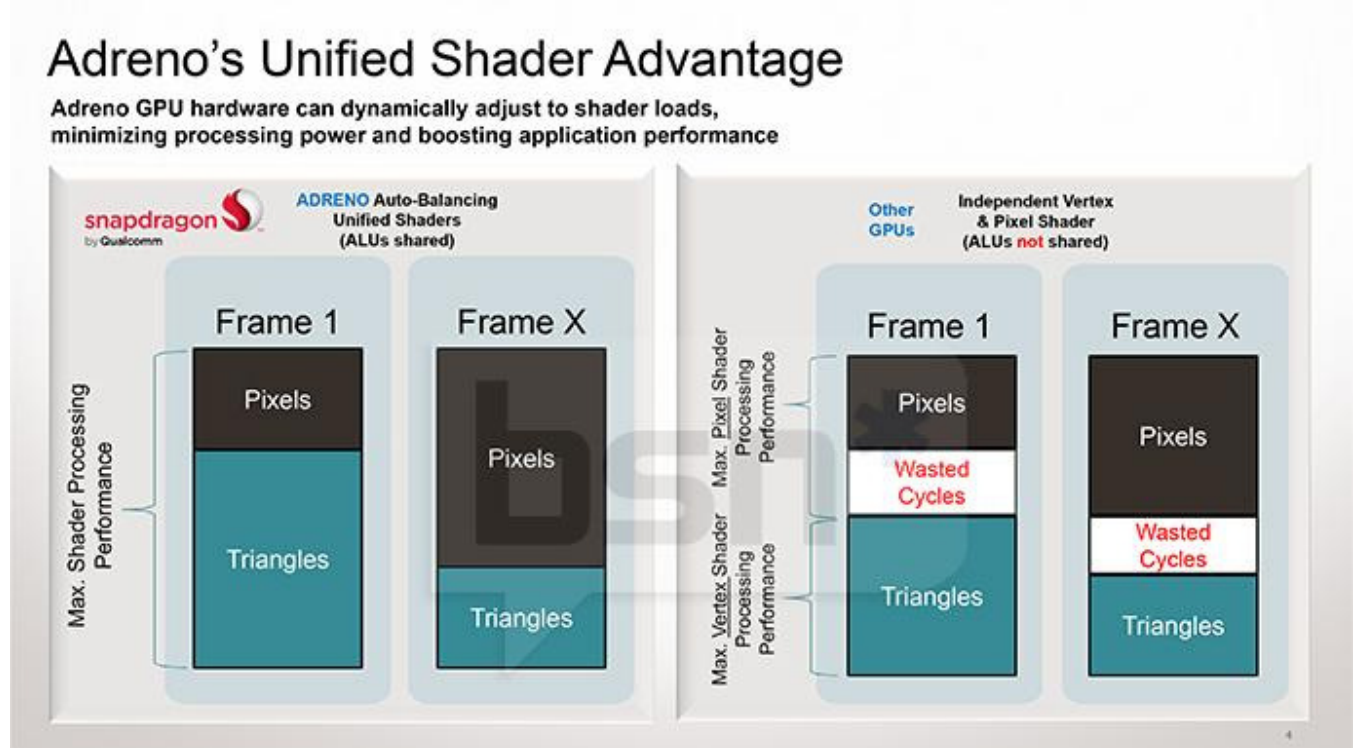 Adreno's Unified Shader Advantage
Adreno GPU hardware can dynamically adjust to shader loads,
minimizing processing power and boosting application performance
snapdragon
by Qualcomm
ADRENO Auto-Balancing
Unified Shaders
(ALUs shared)
Max. Shader Processing
Performance
Frame 1
Pixels
Triangles
Frame X
Pixels
Triangles
Other
GPUs
Independent Vertex
& Pixel Shader
(ALUs not shared)
Max. Pixel Shader
Processing
Performance
Max. Vertex Shader
Processing
Performance
Frame 1
Pixels
Wasted
Cycles
Triangles
Frame X
Pixels
Wasted
Cycles
Triangles
bsn*
4